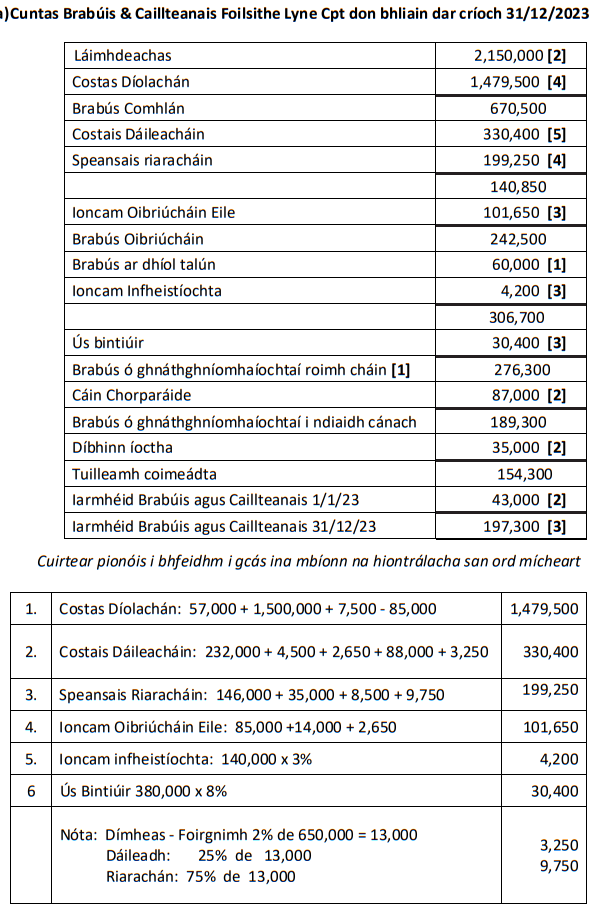 a)Cuntas Brabúis & Caillteanais Foilsithe Lyne Cpt don bhliain dar críoch 31/12/2023
Láimhdeachas 2,150,000 [2]
Costas Díolachán 1,479,500 [4]
Brabús Comhlán 670,500
Costais Dáileacháin 330,400 [5]
Speansais riaracháin 199,250 [4]
140,850
Ioncam Oibriúcháin Eile 101,650 [3]
Brabús Oibriúcháin 242,500
Brabús ar dhíol talún 60,000 [1]
Ioncam Infheistíochta 4,200 [3]
306,700
Ús bintiúir 30,400 [3]
Brabús ó ghnáthghníomhaíochtaí roimh cháin [1] 276,300
Cáin Chorparáide 87,000 [2]
Brabús ó ghnáthghníomhaíochtaí i ndiaidh cánach 189,300
Díbhinn íoctha 35,000 [2]
Tuilleamh coimeádta 154,300
Iarmhéid Brabúis agus Caillteanais 1/1/23 43,000 [2]
Iarmhéid Brabúis agus Caillteanais 31/12/23 197,300 [3]
Cuirtear pionóis i bhfeidhm i gcás ina mbíonn na hiontrálacha san ord mícheart
1. Costas Díolachán: 57,000 + 1,500,000 + 7,500 - 85,000 1,479,500
2. Costais Dáileacháin: 232,000 + 4,500 + 2,650 + 88,000 + 3,250 330,400
3. Speansais Riaracháin: 146,000 + 35,000 + 8,500 + 9,750 199,250
4. Ioncam Oibriúcháin Eile: 85,000 +14,000 + 2,650 101,650
5. Ioncam infheistíochta: 140,000 x 3% 4,200
6 Ús Bintiúir 380,000 x 8% 30,400
Nóta: Dímheas - Foirgnimh 2% de 650,000 = 13,000
Dáileadh: 25% de 13,000 3,250
Riarachán: 75% de 13,000 9,750